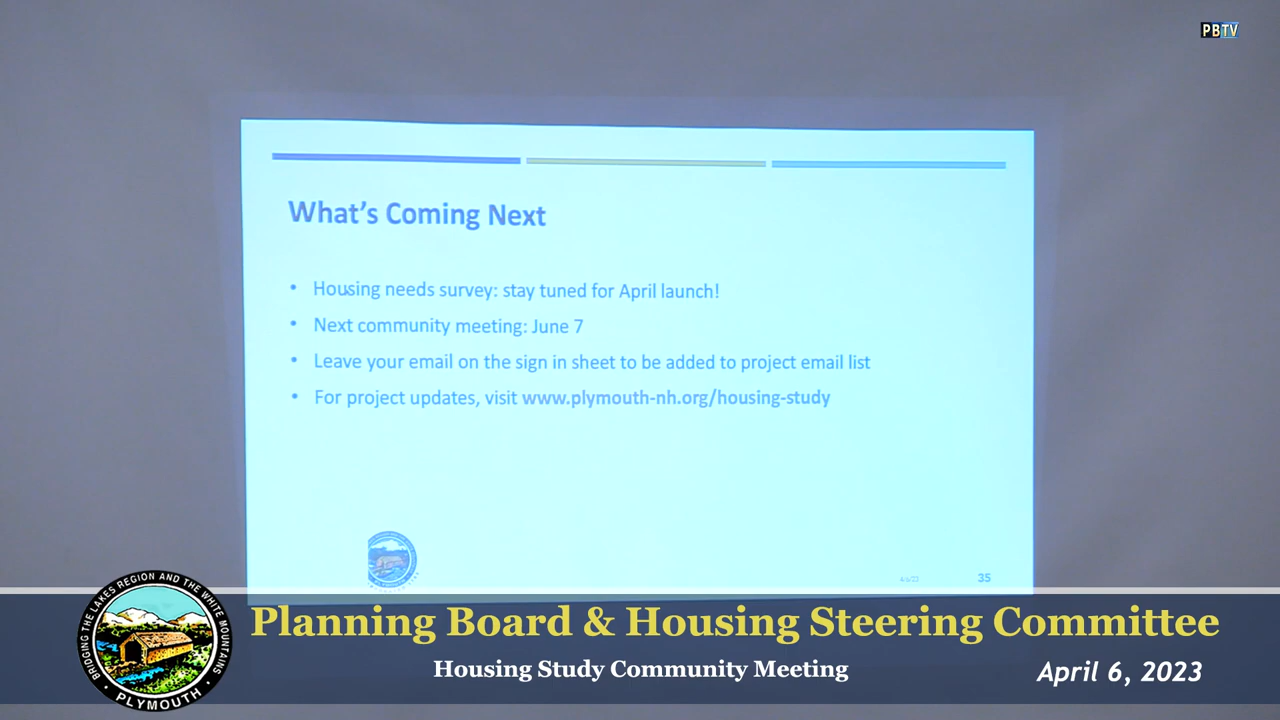 PBTV
What's Coming Next
• Housing needs survey: stay tuned for April launch!
• Next community meeting: June 7
• Leave your email on the sign in sheet to be added to project email list
• For project updates, visit www.plymouth-nh.org/housing-study
4/6/23
35
BRIDGING THE LAKES REGION AND THE WHITE MOUNTAINS
• PLYMOUTH •
Planning Board & Housing Steering Committee
Housing Study Community Meeting
April 6, 2023